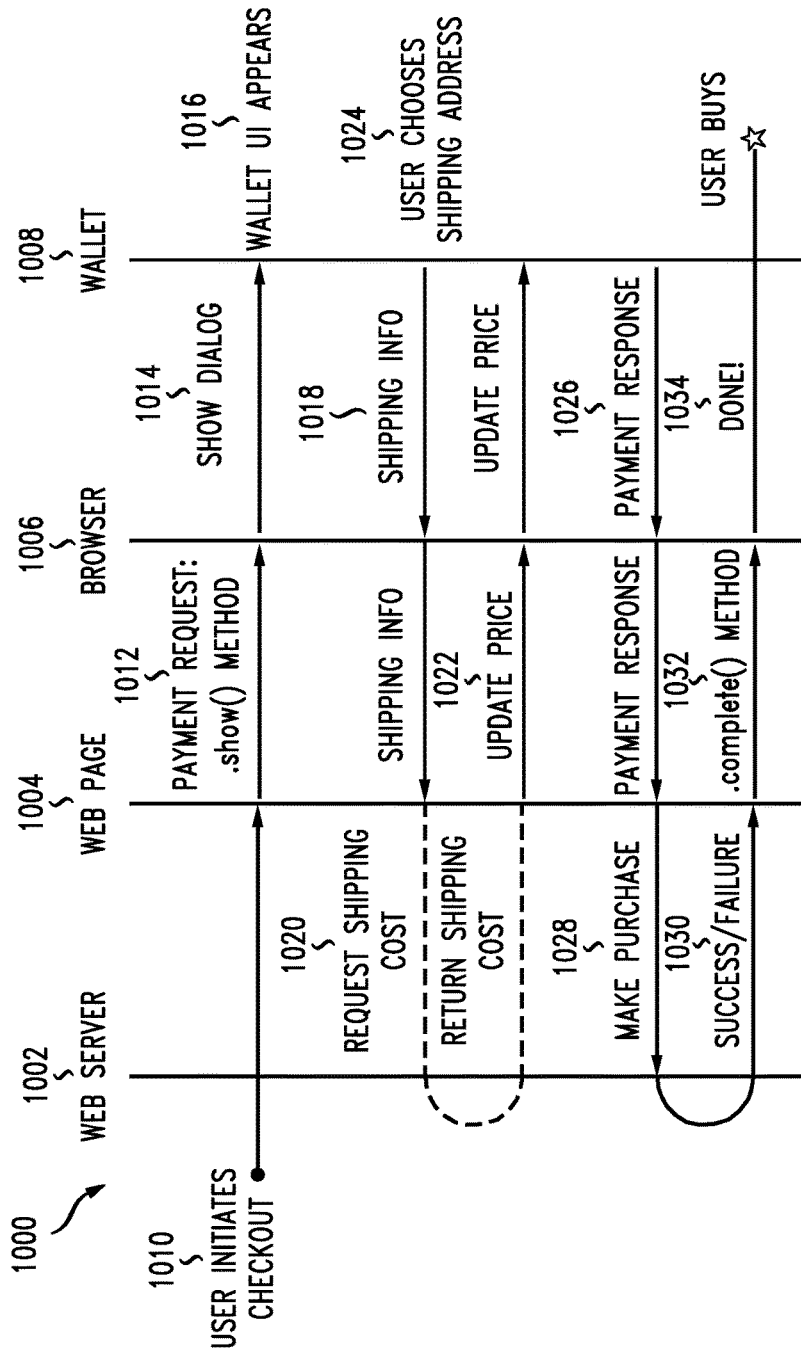 1000
1002
WEB SERVER
1004
WEB PAGE
1006
BROWSER
1008
WALLET
1010
USER INITIATES
CHECKOUT
1012
PAYMENT REQUEST:
.show() METHOD
1014
SHOW DIALOG
1016
WALLET UI APPEARS
1020
REQUEST SHIPPING
COST
SHIPPING INFO
1018
SHIPPING INFO
1024
USER CHOOSES
SHIPPING ADDRESS
RETURN SHIPPING
COST
1022
UPDATE PRICE
UPDATE PRICE
1028
MAKE PURCHASE
PAYMENT RESPONSE
1026
PAYMENT RESPONSE
1030
SUCCESS/FAILURE
1032
.complete() METHOD
1034
DONE!
USER BUYS